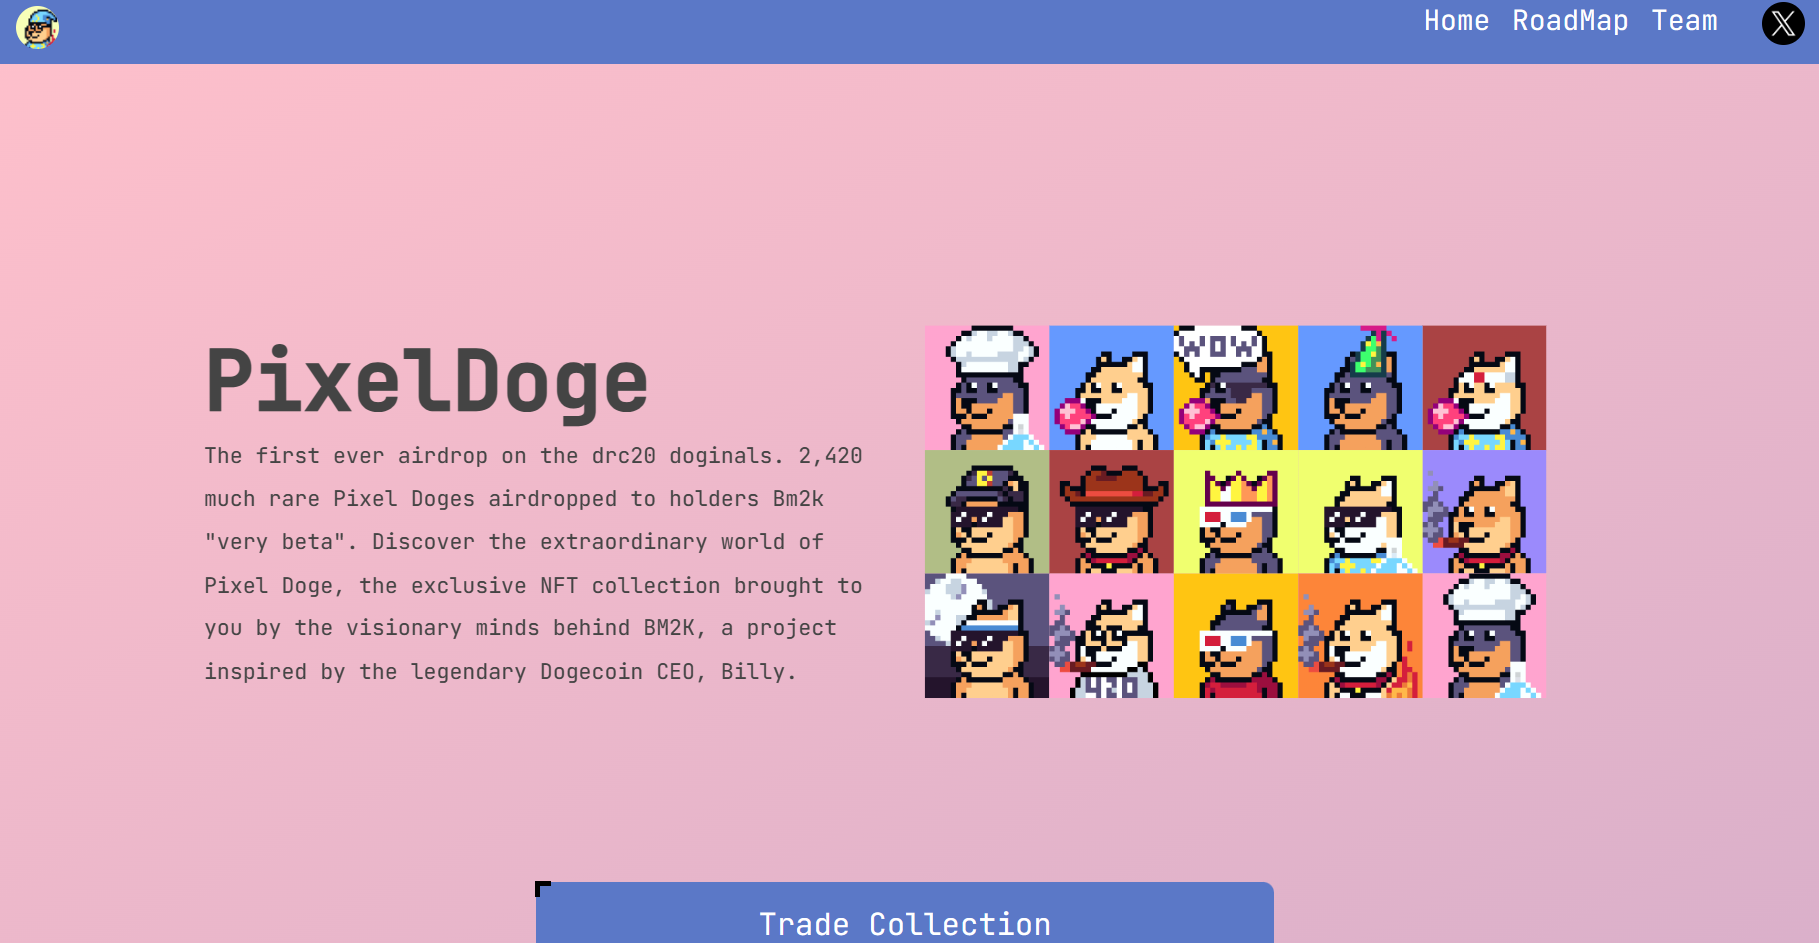 Home RoadMap Team
PixelDoge
The first ever airdrop on the drc20 doginals. 2,420
much rare Pixel Doges airdropped to holders Bm2k
"very beta". Discover the extraordinary world of
Pixel Doge, the exclusive NFT collection brought to
you by the visionary minds behind BM2K, a project
inspired by the legendary Dogecoin CEO, Billy.
WOW
420
Trade Collection